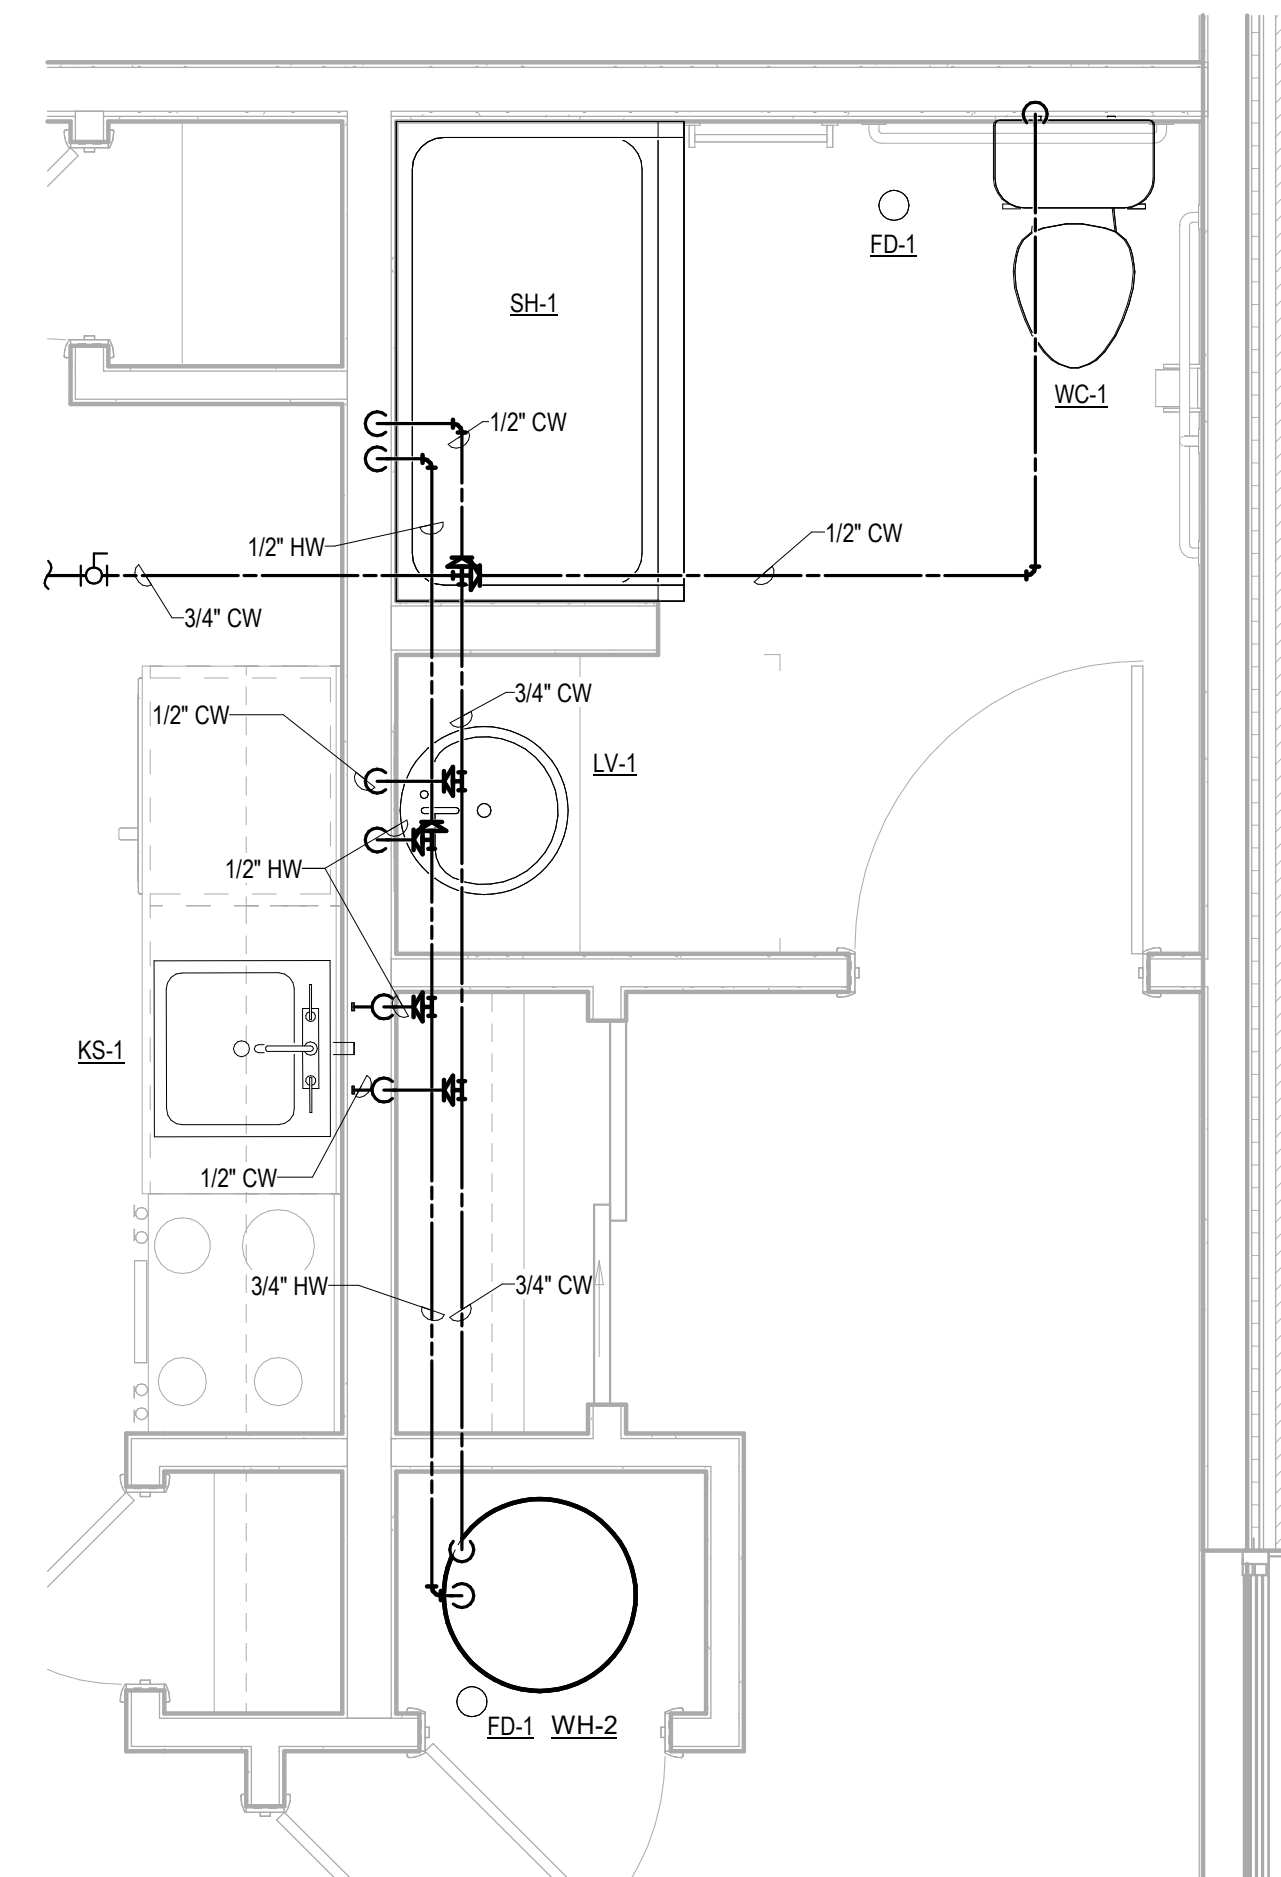 FD-1
SH-1
WC-1
1/2" CW
1/2" HW
1/2" CW
3/4" CW
3/4" CW
1/2" CW
LV-1
1/2" HW
KS-1
1/2" CW
3/4" HW
3/4" CW
FD-1 WH-2